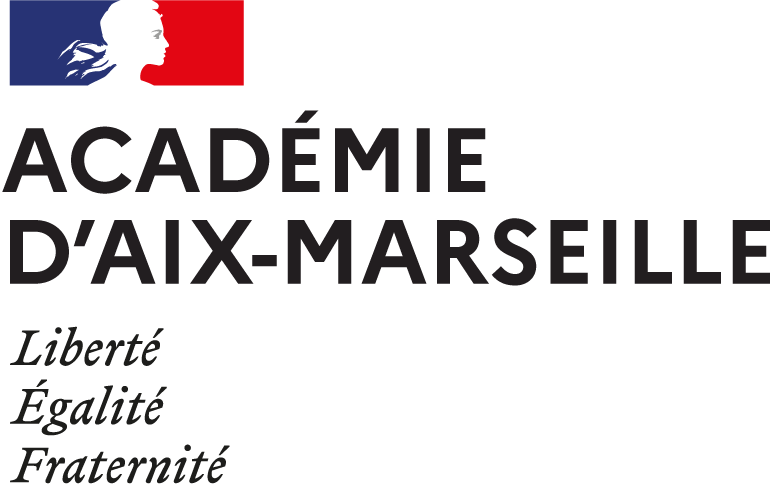 ACADÉMIE
D'AIX-MARSEILLE
Liberté
Égalité
Fraternité